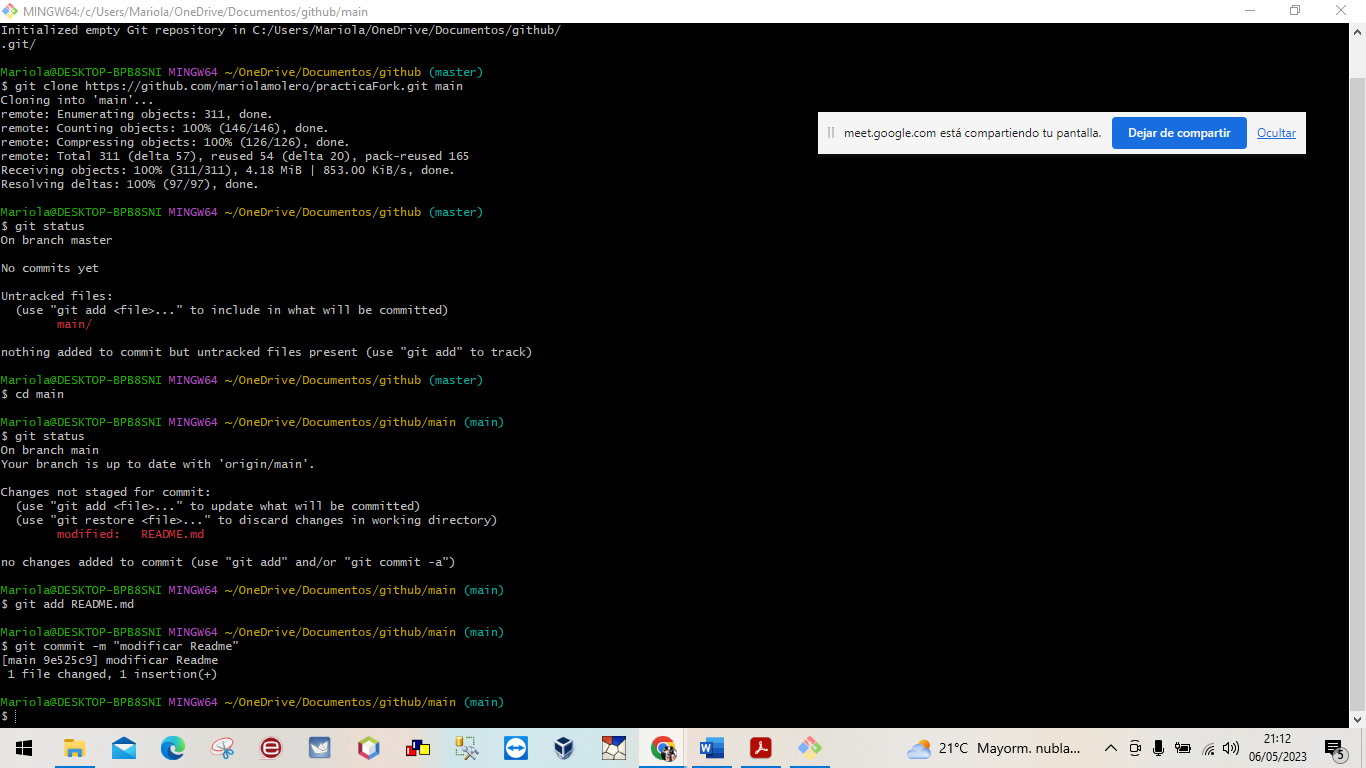 MINGW64:/c/Users/Mariola/OneDrive/Documentos/github/main
Initialized empty Git repository in C:/Users/Mariola/OneDrive/Documentos/github/
.git/
Mariola@DESKTOP-BPB8SNI MINGW64 ~/OneDrive/Documentos/github (master)
$ git clone https://github.com/mariolamolero/practicaFork.git main
Cloning into 'main'...
remote: Enumerating objects: 311, done.
remote: Counting objects: 100% (146/146), done.
remote: Compressing objects: 100% (126/126), done.
remote: Total 311 (delta 57), reused 54 (delta 20), pack-reused 165
Receiving objects: 100% (311/311), 4.18 MiB | 853.00 KiB/s, done.
Resolving deltas: 100% (97/97), done.
meet.google.com está compartiendo tu pantalla. Dejar de compartir Ocultar
Mariola@DESKTOP-BPB8SNI MINGW64 ~/OneDrive/Documentos/github (master)
$ git status
On branch master
No commits yet
Untracked files:
(use "git add <file>..." to include in what will be committed)
main/
nothing added to commit but untracked files present (use "git add" to track)
Mariola@DESKTOP-BPB8SNI MINGW64 ~/OneDrive/Documentos/github (master)
$ cd main
Mariola@DESKTOP-BPB8SNI MINGW64 ~/OneDrive/Documentos/github/main (main)
$ git status
On branch main
Your branch is up to date with 'origin/main'.
Changes not staged for commit:
(use "git add <file>..." to update what will be committed)
(use "git restore <file>..." to discard changes in working directory)
modified:   README.md
no changes added to commit (use "git add" and/or "git commit -a")
Mariola@DESKTOP-BPB8SNI MINGW64 ~/OneDrive/Documentos/github/main (main)
$ git add README.md
Mariola@DESKTOP-BPB8SNI MINGW64 ~/OneDrive/Documentos/github/main (main)
$ git commit -m "modificar Readme"
[main 9e525c9] modificar Readme
1 file changed, 1 insertion(+)
Mariola@DESKTOP-BPB8SNI MINGW64 ~/OneDrive/Documentos/github/main (main)
$
21°C Mayorm. nubla...
21:12
06/05/2023
5